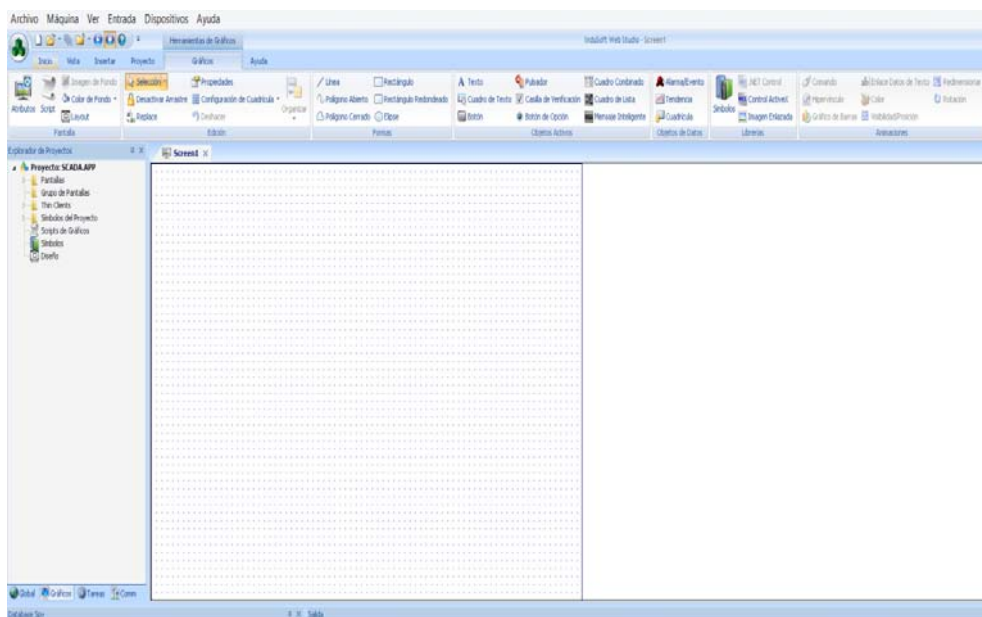 Archivo Máquina Ver Entrada Dispositivos Ayuda
Herramientas de Gráficos
InduSoft Web Studio - Screen1
Inicio Vista Insertar Proyecto Gráficos Ayuda
Imagen de Fondo Selección Propiedades Línea Rectángulo A Texto Pulsador Cuadro Combinado Alarma/Evento .NET Control Comando Enlace Datos de Texto Redimensionar
Atributos Script Color de Fondo Desactivar Arrastre Configuración de Cuadrícula Organizar Polígono Abierto Rectángulo Redondeado Cuadro de Texto Casilla de Verificación Cuadro de Lista Tendencia Símbolos Control ActiveX Hipervínculo Color Rotación
Layout Replace Deshacer Polígono Cerrado Elipse Botón Botón de Opción Mensaje Inteligente Cuadrícula Imagen Enlazada Gráfico de Barras Visibilidad/Posición
Pantalla Edición Formas Objetos Activos Objetos de Datos Librerías Animaciones
Explorador de Proyectos
Screen1
Proyecto: SCADA.APP
Pantallas
Grupo de Pantallas
Thin Clients
Símbolos del Proyecto
Scripts de Gráficos
Símbolos
Diseño
Global Gráficos Tareas Comm
Database Spy Salida